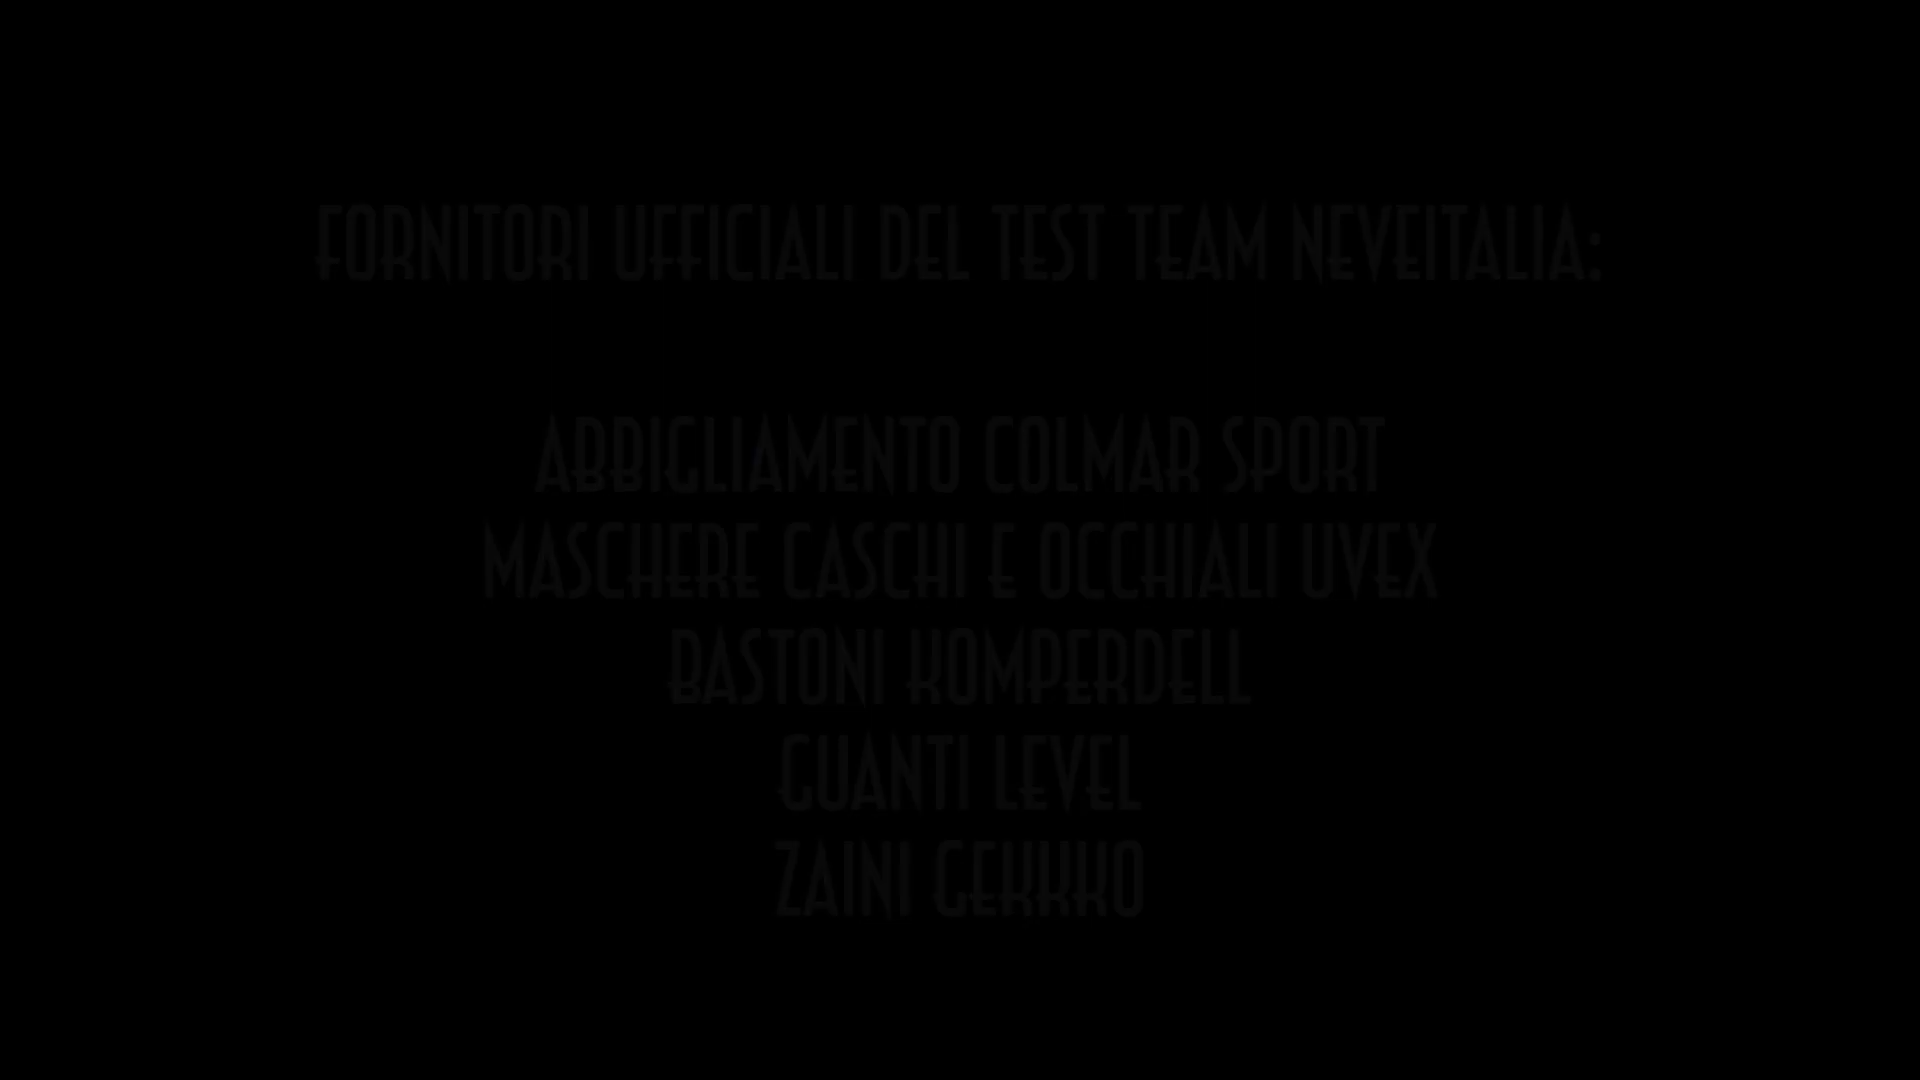 FORNITORI UFFICIALI DEL TEST TEAM NEVEITALIA:
ABBIGLIAMENTO COLMAR SPORT
MASCHERE CASCHI E OCCHIALI UVEX
BASTONI KOMPERDELL
GUANTI LEVEL
ZAINI GEKKKO